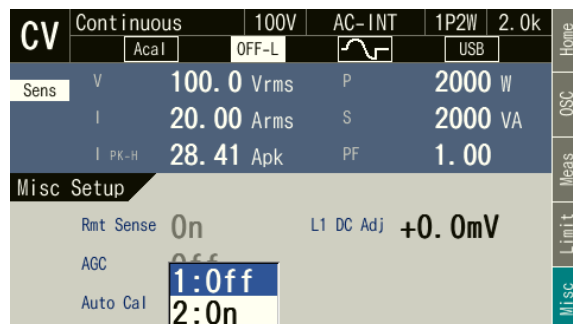 CV Continuous 100V AC-INT 1P2W 2.0k
Acal OFF-L USB
Sens V 100.0 Vrms P 2000 W
I 20.00 Arms S 2000 VA
I PK-H 28.41 Apk PF 1.00
Misc Setup
Rmt Sense On L1 DC Adj +0.0mV
AGC Off
1:Off
Auto Cal 2:On
Home
OSC
Meas
Limit
Misc